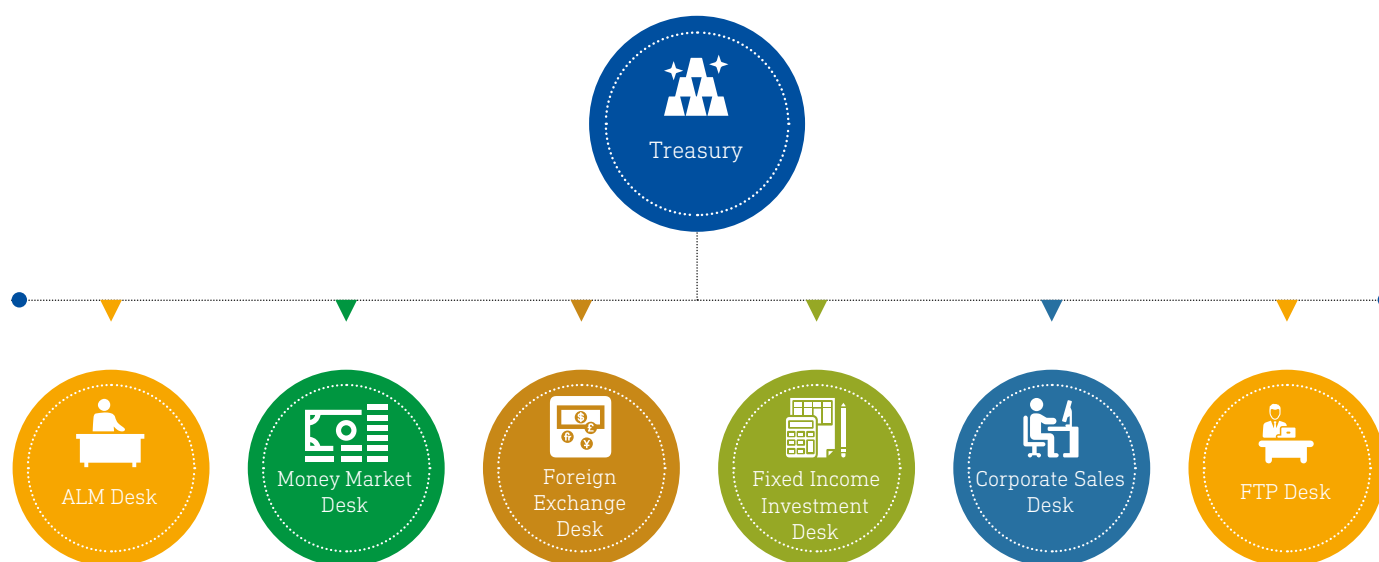 Treasury
ALM Desk
Money Market
Desk
Foreign
Exchange
Desk
Fixed Income
Investment
Desk
Corporate Sales
Desk
FTP Desk